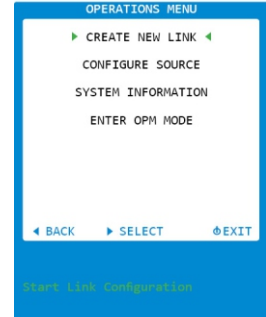 OPERATIONS MENU
CREATE NEW LINK
CONFIGURE SOURCE
SYSTEM INFORMATION
ENTER OPM MODE
BACK SELECT EXIT
Start Link Configuration